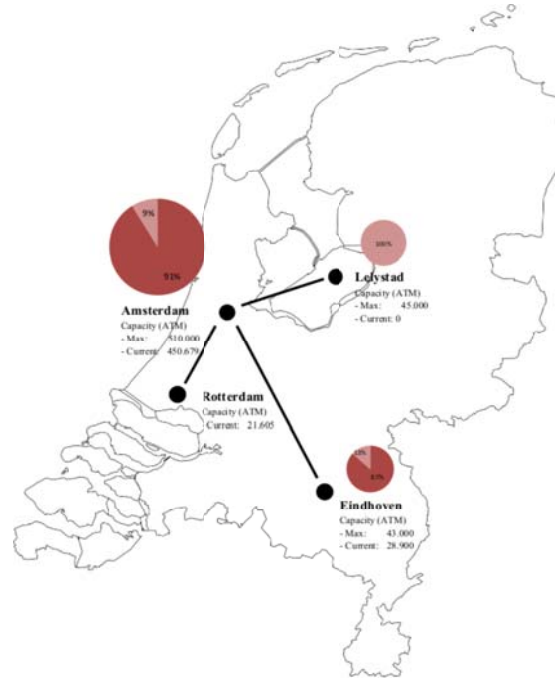 9%
91%
Amsterdam
Capacity (ATM)
- Max: 510.000
- Current: 450.679
100%
Lelystad
Capacity (ATM)
- Max: 45.000
- Current: 0
Rotterdam
Capacity (ATM)
Current: 21.605
Eindhoven
Capacity (ATM)
- Max: 43.000
- Current: 28.900